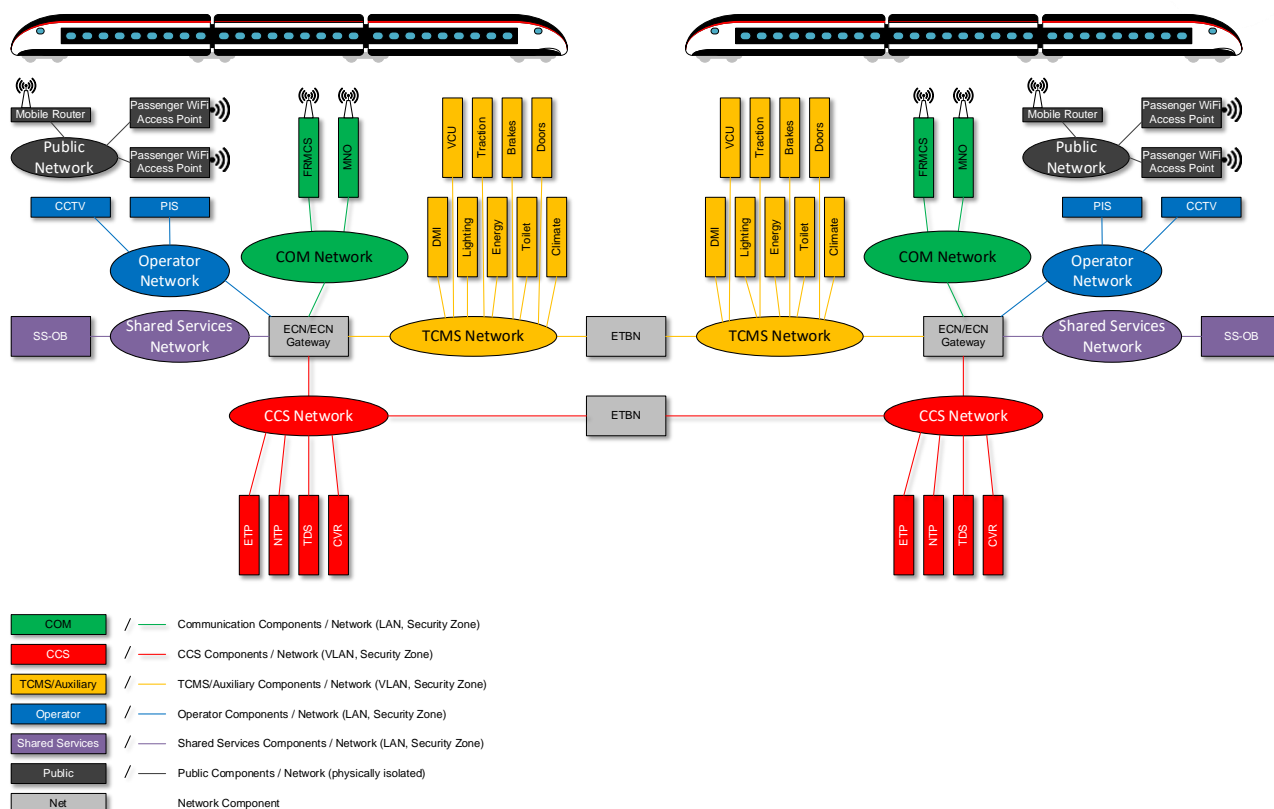 Mobile Router
Passenger WiFi
Access Point
Public
Network
Passenger WiFi
Access Point
FRMCS
MNO
VCU
Traction
Brakes
Doors
CCTV
PIS
Operator
Network
COM Network
DMI
Lighting
Energy
Toilet
Climate
SS-OB
Shared Services
Network
ECN/ECN
Gateway
TCMS Network
ETBN
CCS Network
ETBN
ETP
NTP
TDS
CVR
VCU
Traction
Brakes
Doors
FRMCS
MNO
Mobile Router
Passenger WiFi
Access Point
Public
Network
Passenger WiFi
Access Point
DMI
Lighting
Energy
Toilet
Climate
COM Network
PIS
CCTV
Operator
Network
TCMS Network
ECN/ECN
Gateway
Shared Services
Network
SS-OB
CCS Network
ETP
NTP
TDS
CVR
COM / Communication Components / Network (LAN, Security Zone)
CCS / CCS Components / Network (VLAN, Security Zone)
TCMS/Auxiliary / TCMS/Auxiliary Components / Network (VLAN, Security Zone)
Operator / Operator Components / Network (LAN, Security Zone)
Shared Services / Shared Services Components / Network (LAN, Security Zone)
Public / Public Components / Network (physically isolated)
Net Network Component